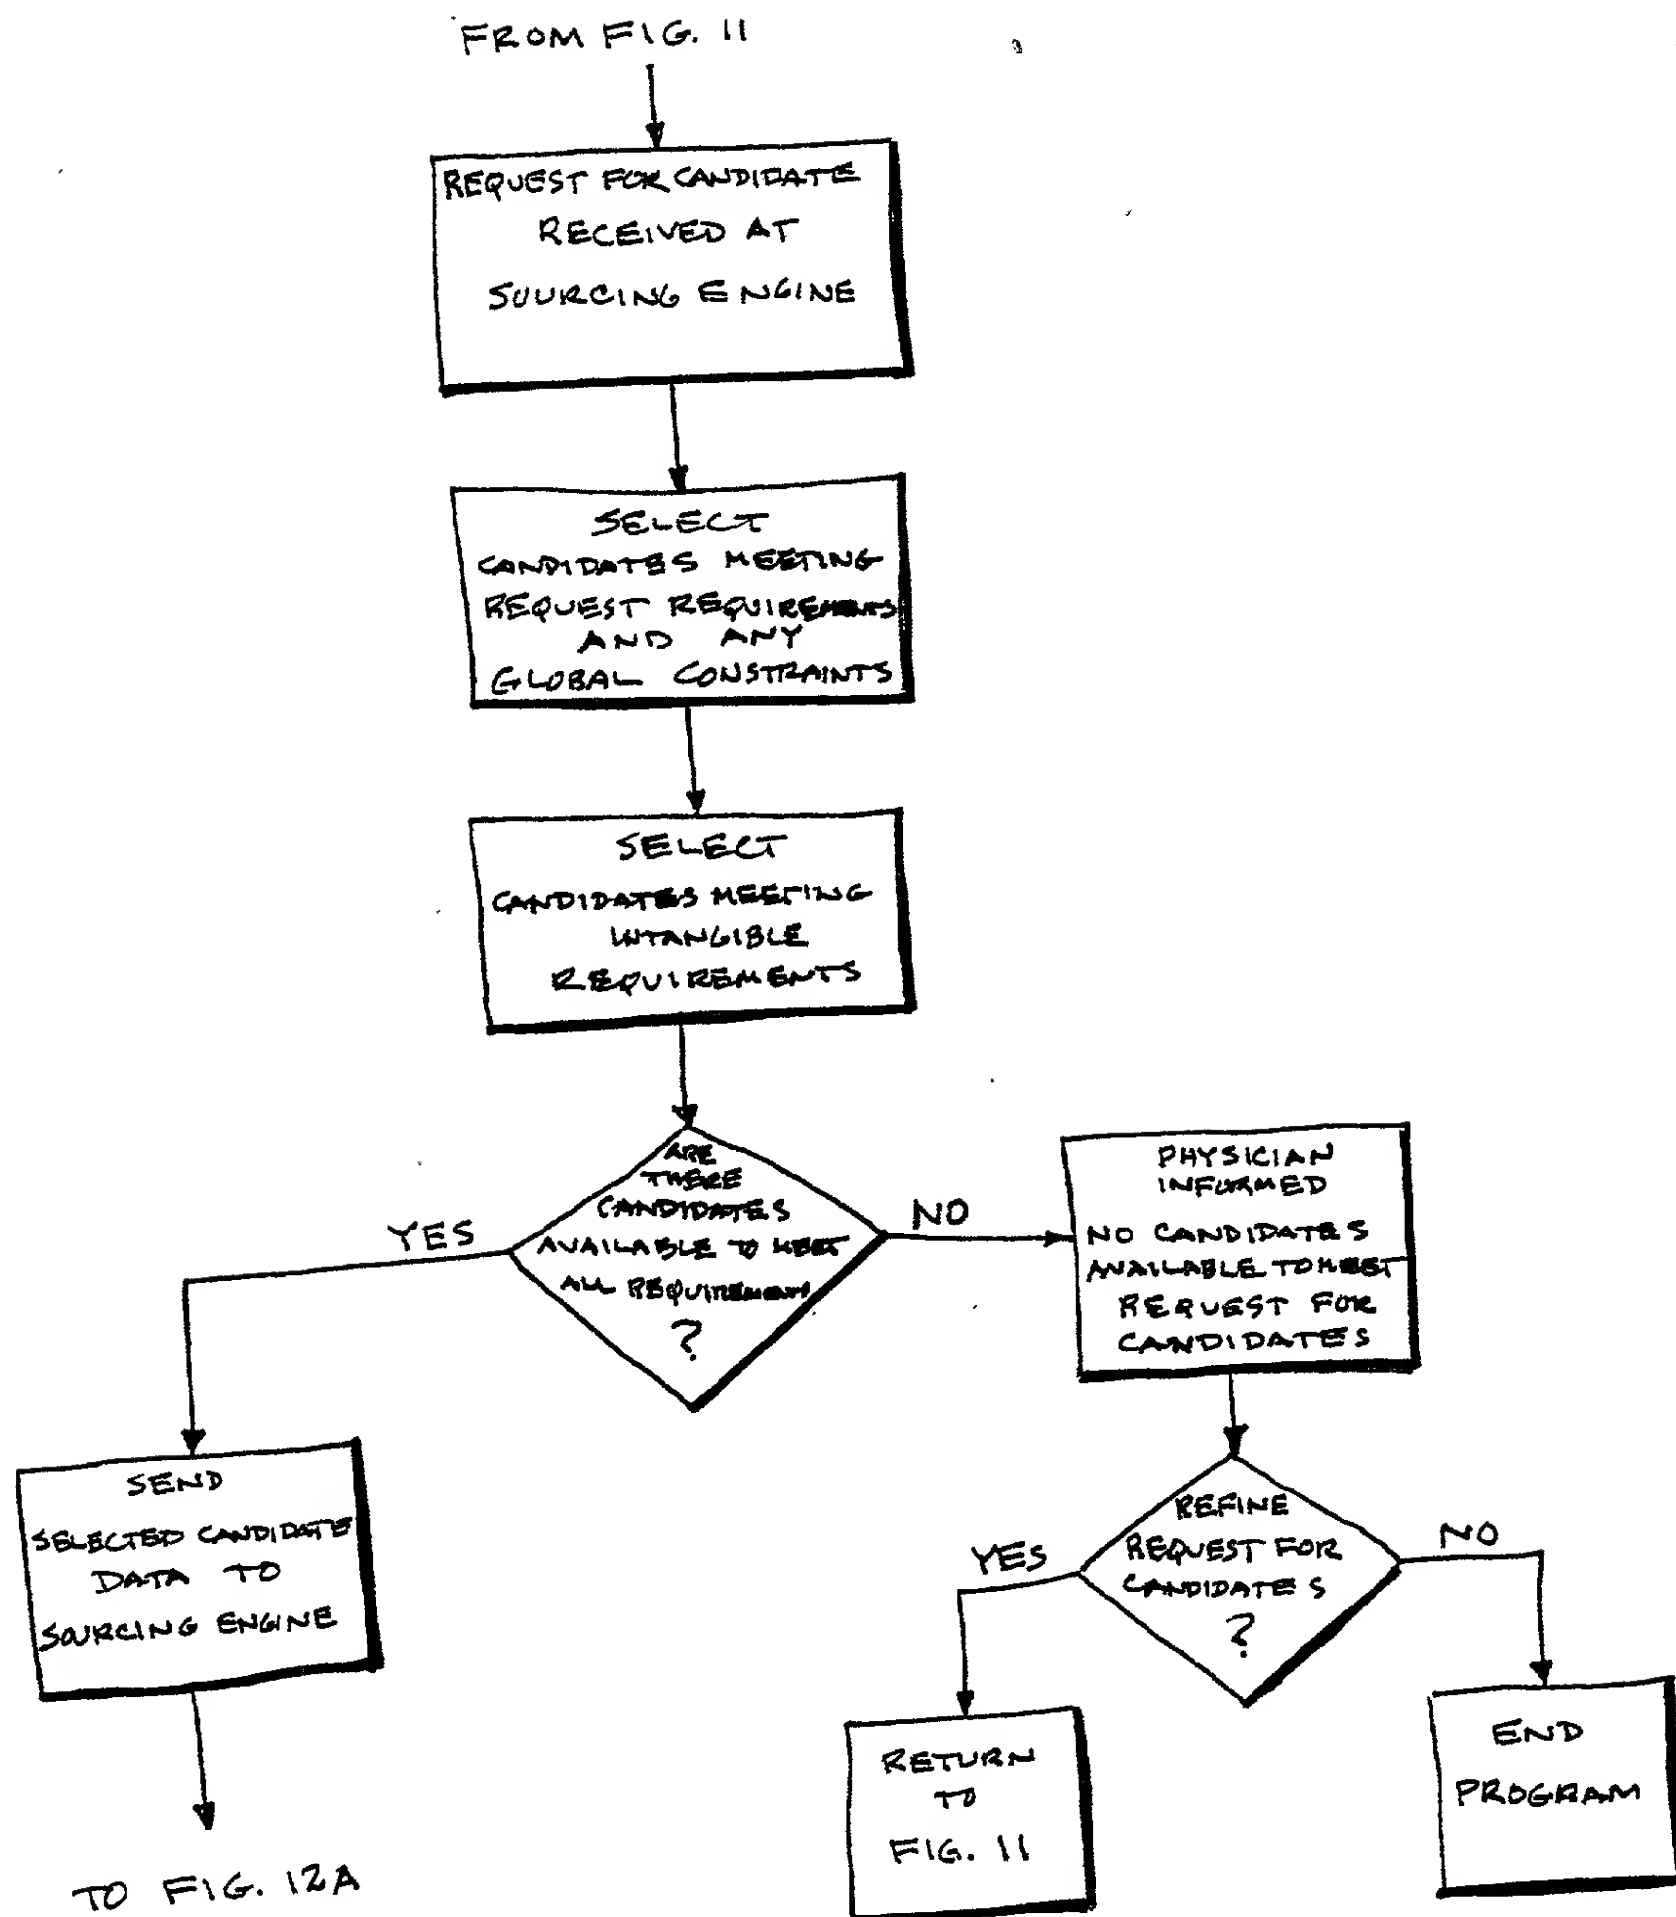 FROM FIG. 11
REQUEST FOR CANDIDATE
RECEIVED AT
SOURCING ENGINE
SELECT
CANDIDATES MEETING
REQUEST REQUIREMENTS
AND ANY
GLOBAL CONSTRAINTS
SELECT
CANDIDATES MEETING
INTANGIBLE
REQUIREMENTS
ARE
THERE
CANDIDATES
AVAILABLE TO MEET
ALL REQUIREMENTS
?
YES
NO
PHYSICIAN
INFORMED
NO CANDIDATES
AVAILABLE TO MEET
REQUEST FOR
CANDIDATES
SEND
SELECTED CANDIDATE
DATA TO
SOURCING ENGINE
TO FIG. 12A
REFINE
REQUEST FOR
CANDIDATES
?
YES
NO
RETURN
TO
FIG. 11
END
PROGRAM